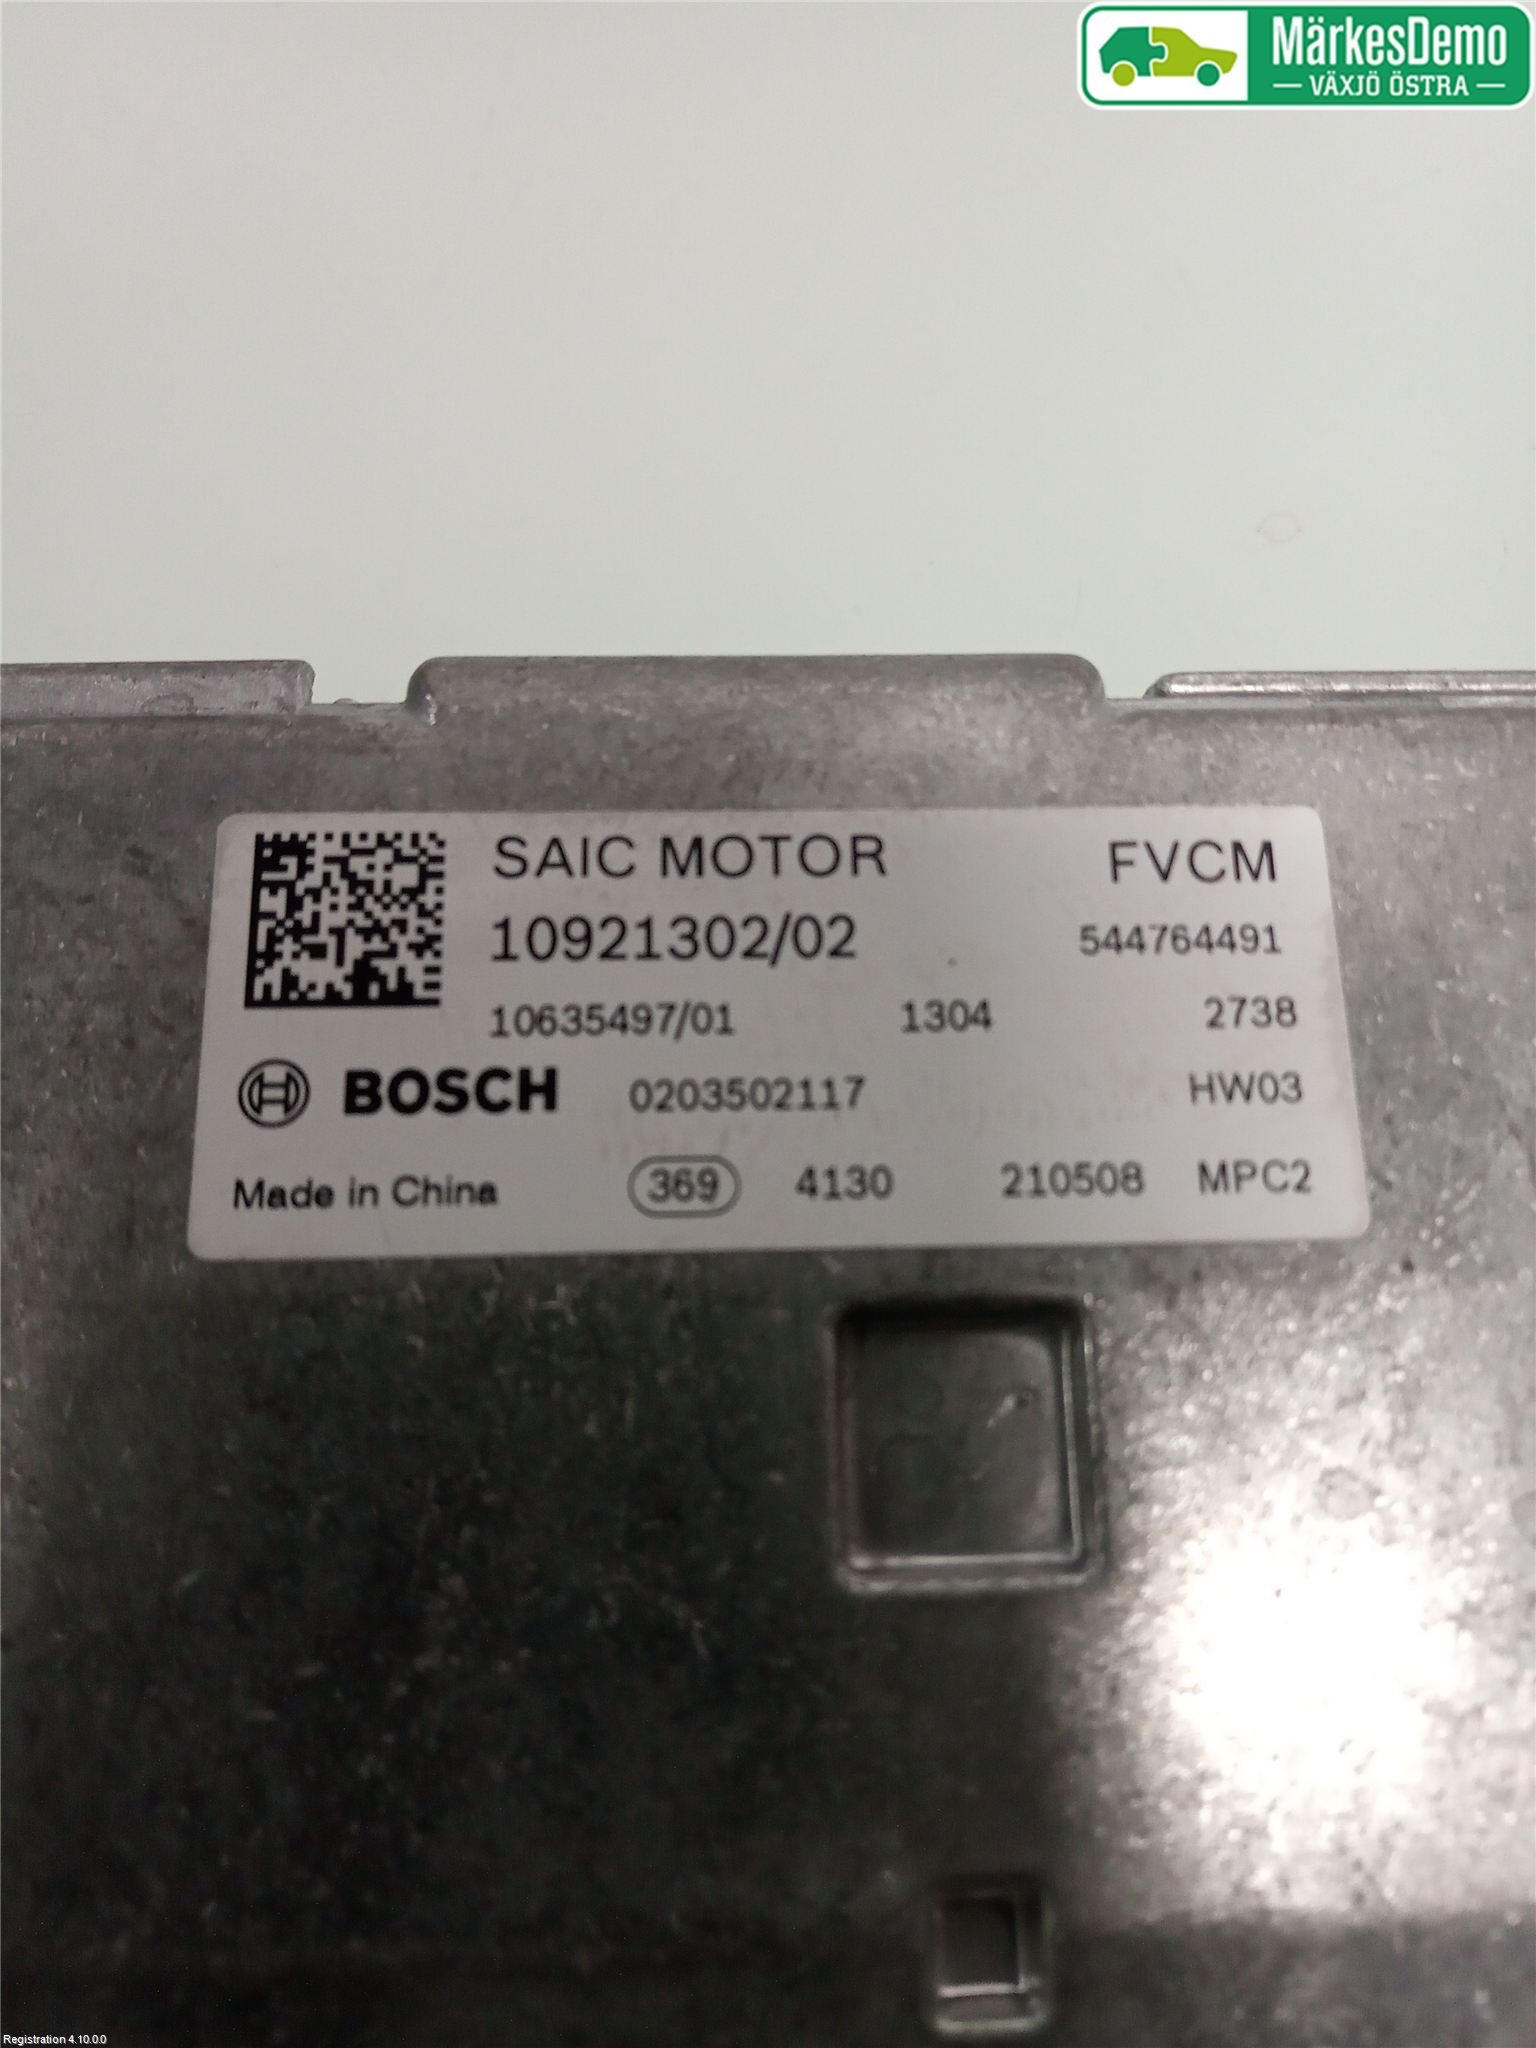 MärkesDemo
VÄXJÖ ÖSTRA
SAIC MOTOR FVCM
10921302/02 544764491
10635497/01 1304 2738
BOSCH 0203502117 HW03
Made in China 369 4130 210508 MPC2
Registration 4.10.0.0